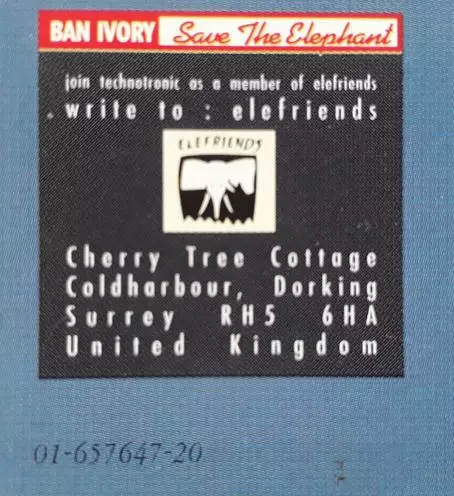 BAN IVORY Save The Elephant
join technotronic as a member of elefriends
write to : elefriends
ELEFRIENDS
Cherry Tree Cottage
Coldharbour, Dorking
Surrey RH5 6HA
United Kingdom
01-657647-20